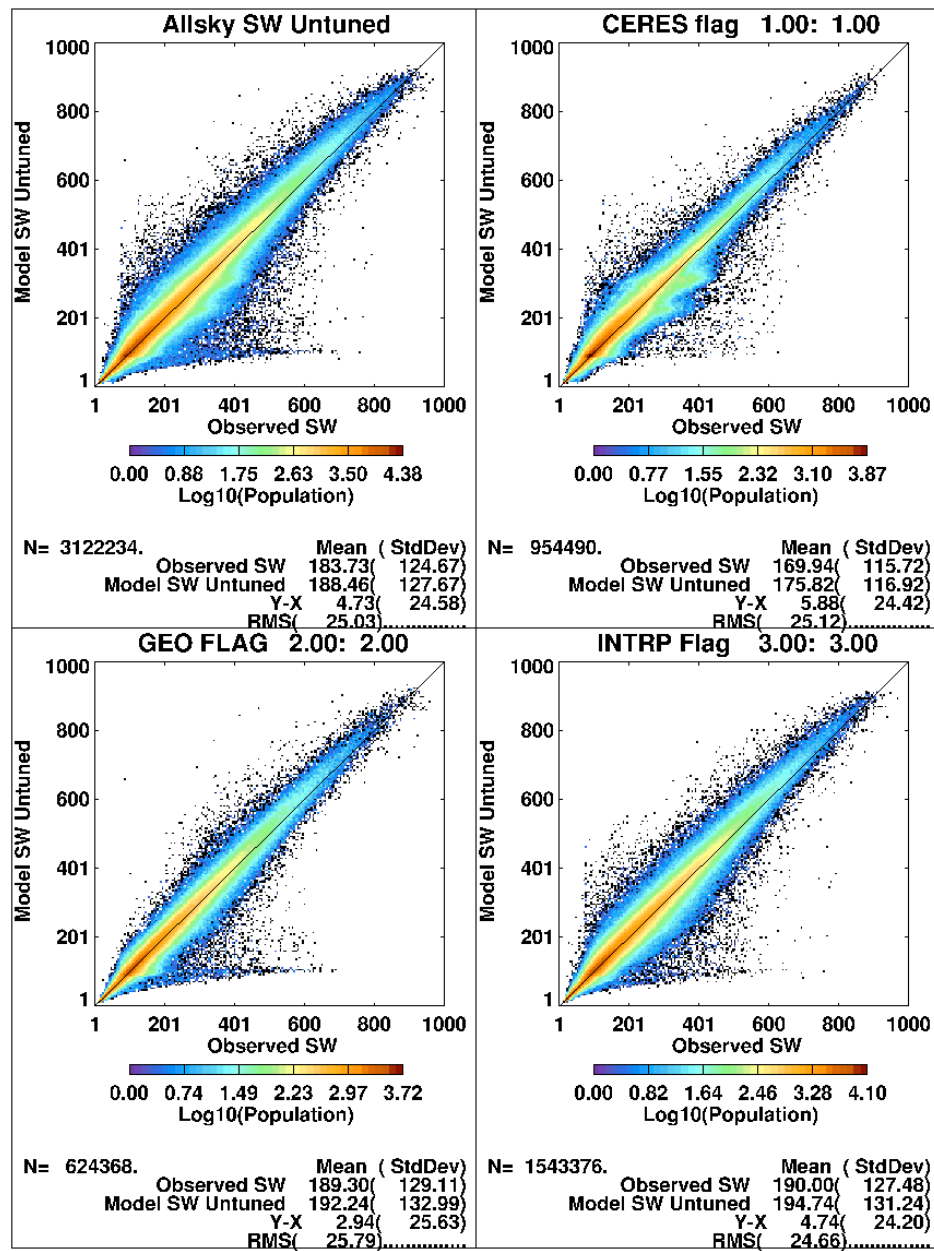 Allsky SW Untuned
1000
800
600
401
201
1
Model SW Untuned
1 201 401 600 800 1000
Observed SW
0.00 0.88 1.75 2.63 3.50 4.38
Log10(Population)
N= 3122234. Mean ( StdDev)
Observed SW 183.73( 124.67)
Model SW Untuned 188.46( 127.67)
Y-X 4.73( 24.58)
RMS( 25.03)...............
CERES flag 1.00: 1.00
1000
800
600
401
201
1
Model SW Untuned
1 201 401 600 800 1000
Observed SW
0.00 0.77 1.55 2.32 3.10 3.87
Log10(Population)
N= 954490. Mean ( StdDev)
Observed SW 169.94( 115.72)
Model SW Untuned 175.82( 116.92)
Y-X 5.88( 24.42)
RMS( 25.12)...............
GEO FLAG 2.00: 2.00
1000
800
600
401
201
1
Model SW Untuned
1 201 401 600 800 1000
Observed SW
0.00 0.74 1.49 2.23 2.97 3.72
Log10(Population)
N= 624368. Mean ( StdDev)
Observed SW 189.30( 129.11)
Model SW Untuned 192.24( 132.99)
Y-X 2.94( 25.63)
RMS( 25.79)...............
INTRP Flag 3.00: 3.00
1000
800
600
401
201
1
Model SW Untuned
1 201 401 600 800 1000
Observed SW
0.00 0.82 1.64 2.46 3.28 4.10
Log10(Population)
N= 1543376. Mean ( StdDev)
Observed SW 190.00( 127.48)
Model SW Untuned 194.74( 131.24)
Y-X 4.74( 24.20)
RMS( 24.66)...............